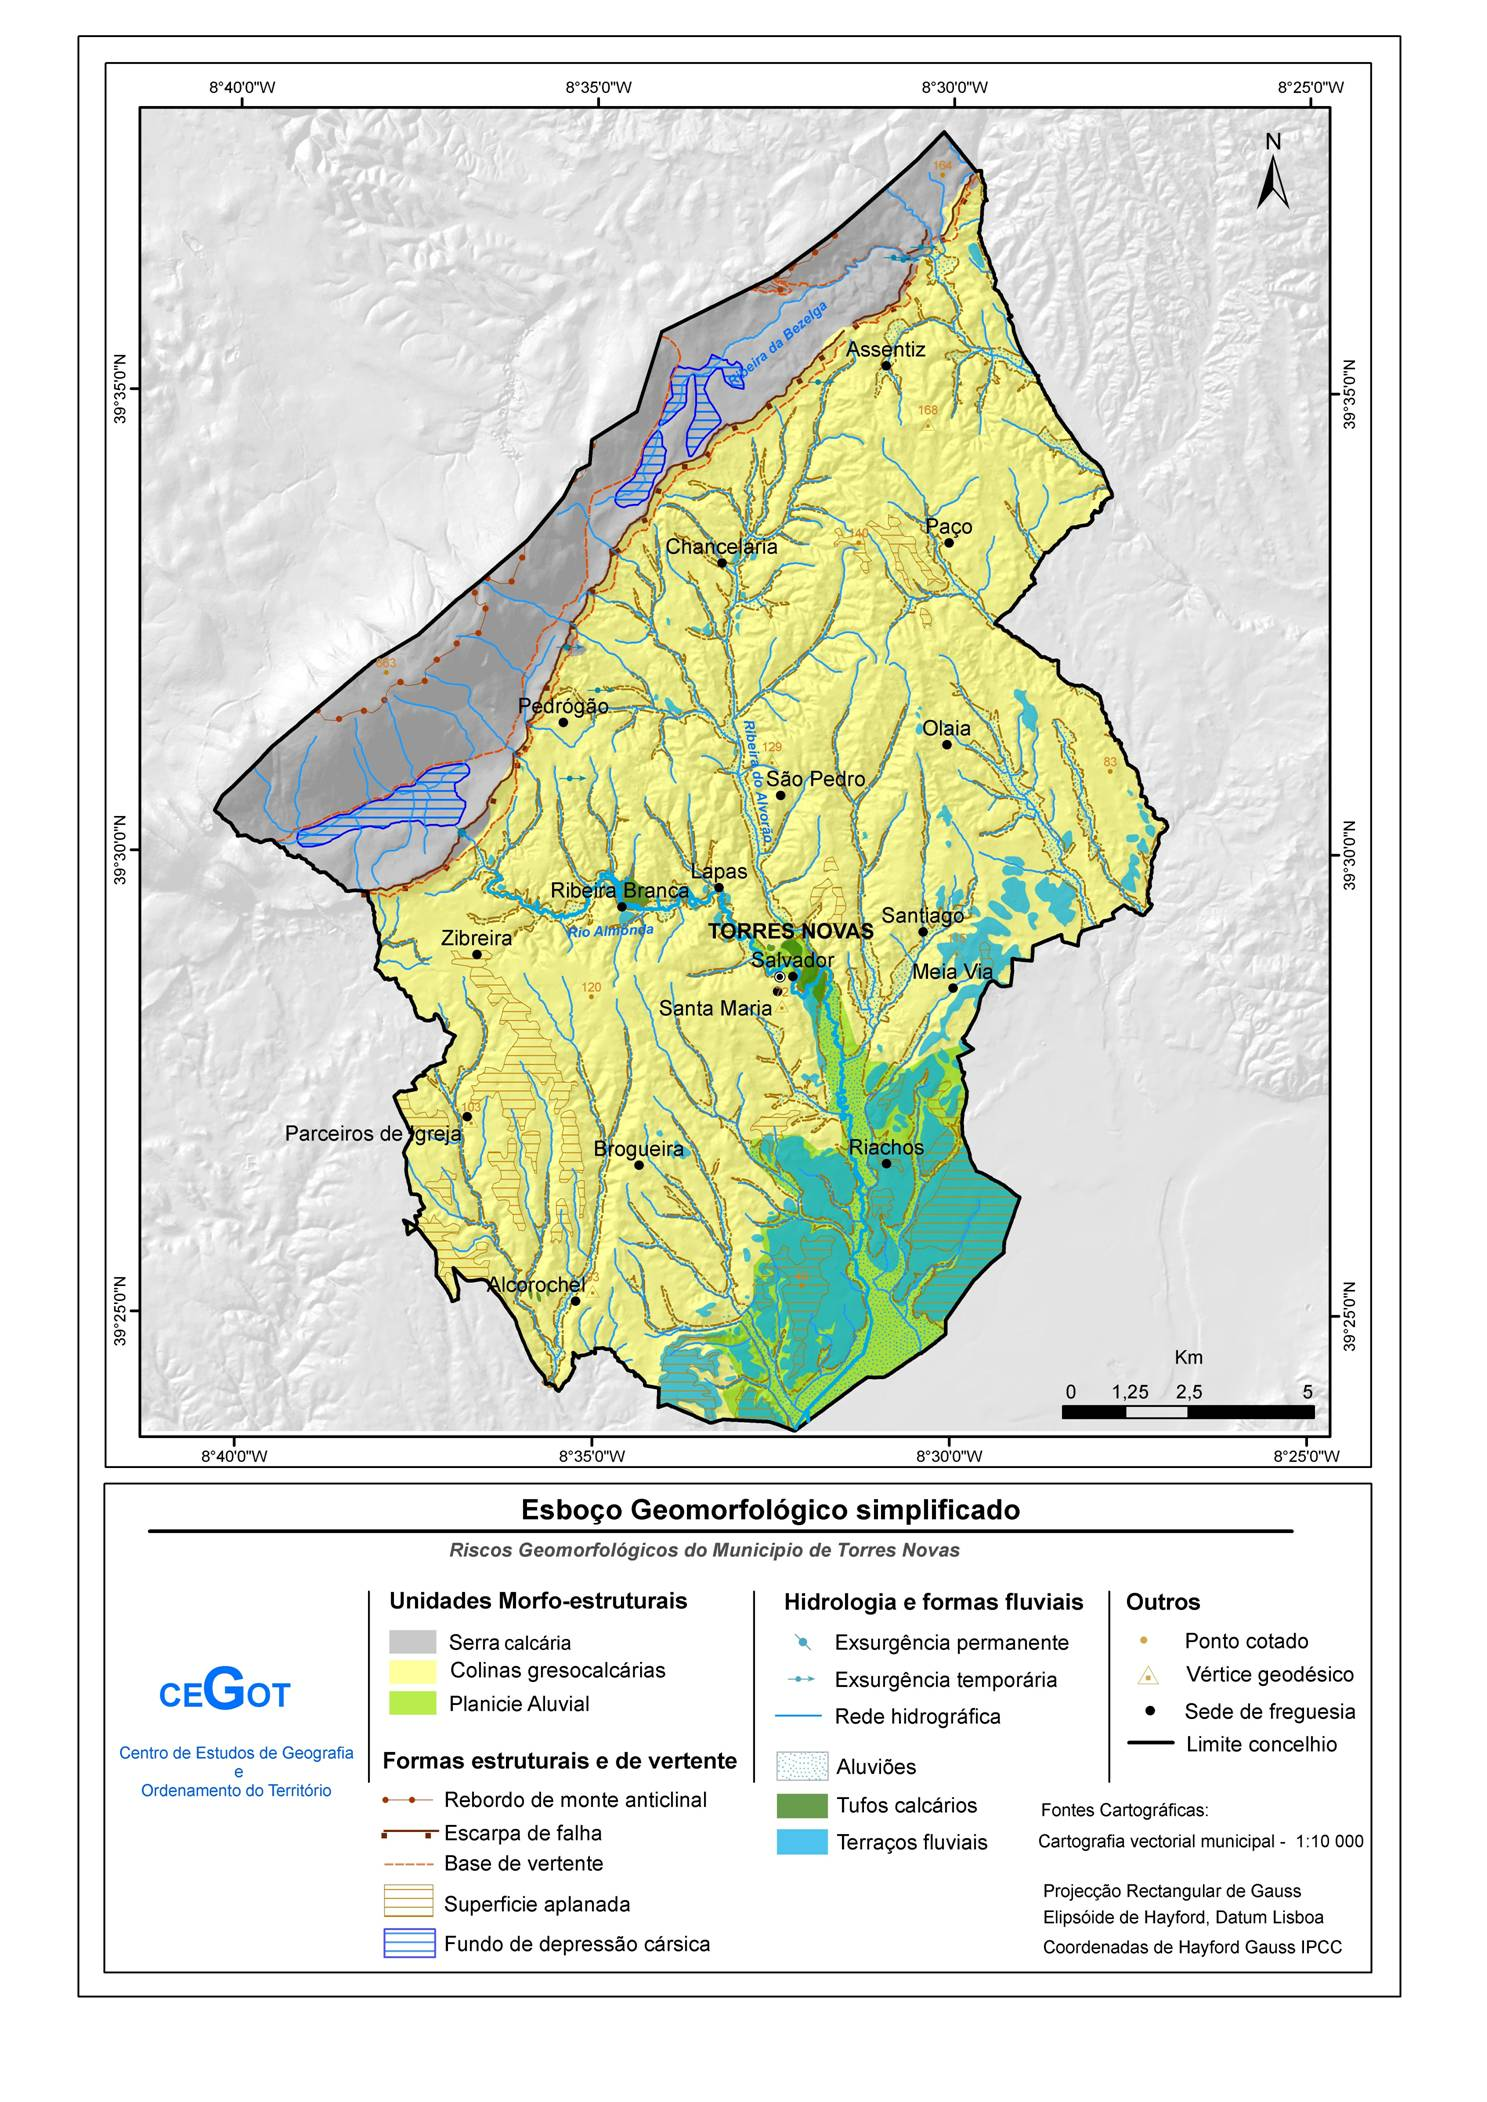 8°40'0"W
8°35'0"W
8°30'0"W
8°25'0"W
N
164
Ribeira da Bezelga
Assentiz
39°35'0"N
39°35'0"N
168
Paço
140
Chancelaria
663
Pedrógão
Olaia
Ribeira do Alvorão
129
83
São Pedro
39°30'0"N
39°30'0"N
Lapas
Ribeira Branca
Santiago
Rio Almonda
TORRES NOVAS
Zibreira
Salvador
Meia Via
120
Santa Maria
Parceiros de Igreja
Brogueira
Riachos
Alcorochel
39°25'0"N
39°25'0"N
Km
0 1,25 2,5 5
8°40'0"W
8°35'0"W
8°30'0"W
8°25'0"W
Esboço Geomorfológico simplificado
Riscos Geomorfológicos do Municipio de Torres Novas
CEGOT
Centro de Estudos de Geografia
e
Ordenamento do Território
Unidades Morfo-estruturais
Serra calcária
Colinas gresocalcárias
Planicie Aluvial
Formas estruturais e de vertente
Rebordo de monte anticlinal
Escarpa de falha
Base de vertente
Superficie aplanada
Fundo de depressão cársica
Hidrologia e formas fluviais
Exsurgência permanente
Exsurgência temporária
Rede hidrográfica
Aluviões
Tufos calcários
Terraços fluviais
Outros
Ponto cotado
Vértice geodésico
Sede de freguesia
Limite concelhio
Fontes Cartográficas:
Cartografia vectorial municipal - 1:10 000
Projecção Rectangular de Gauss
Elipsóide de Hayford, Datum Lisboa
Coordenadas de Hayford Gauss IPCC